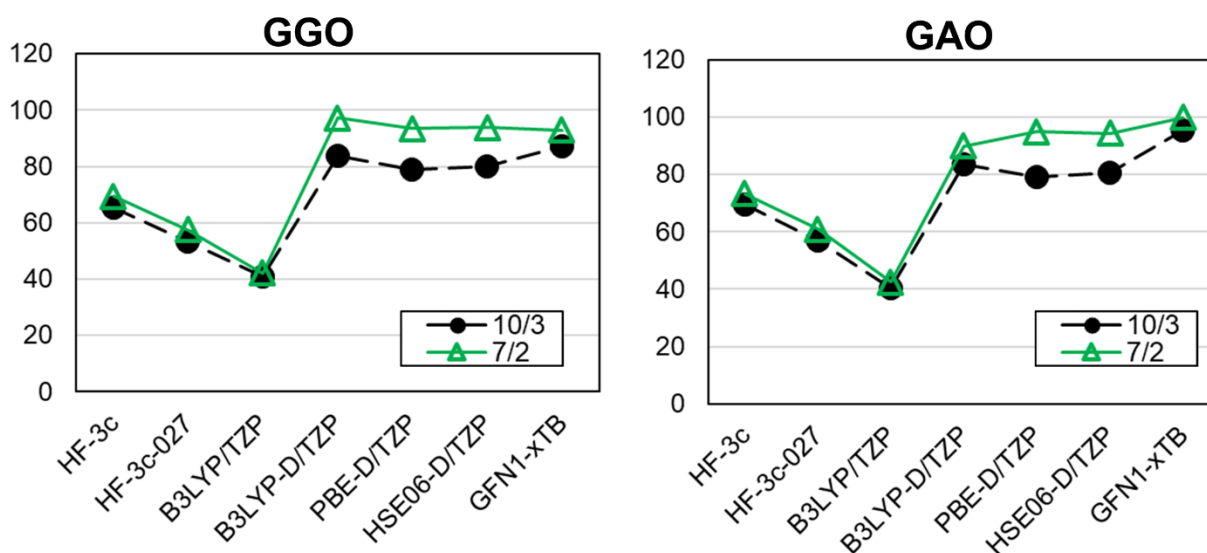 GGO
120
100
80
60
40
20
0
10/3
7/2
HF-3c
HF-3c-027
B3LYP/TZP
B3LYP-D/TZP
PBE-D/TZP
HSE06-D/TZP
GFN1-xTB
GAO
120
100
80
60
40
20
0
10/3
7/2
HF-3c
HF-3c-027
B3LYP/TZP
B3LYP-D/TZP
PBE-D/TZP
HSE06-D/TZP
GFN1-xTB